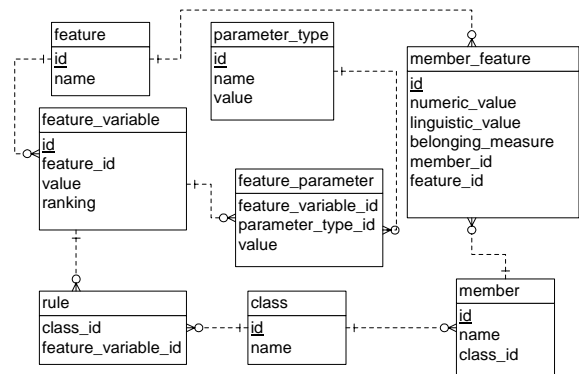 feature
id
name
parameter_type
id
name
value
member_feature
id
numeric_value
linguistic_value
belonging_measure
member_id
feature_id
feature_variable
id
feature_id
value
ranking
feature_parameter
feature_variable_id
parameter_type_id
value
rule
class_id
feature_variable_id
class
id
name
member
id
name
class_id